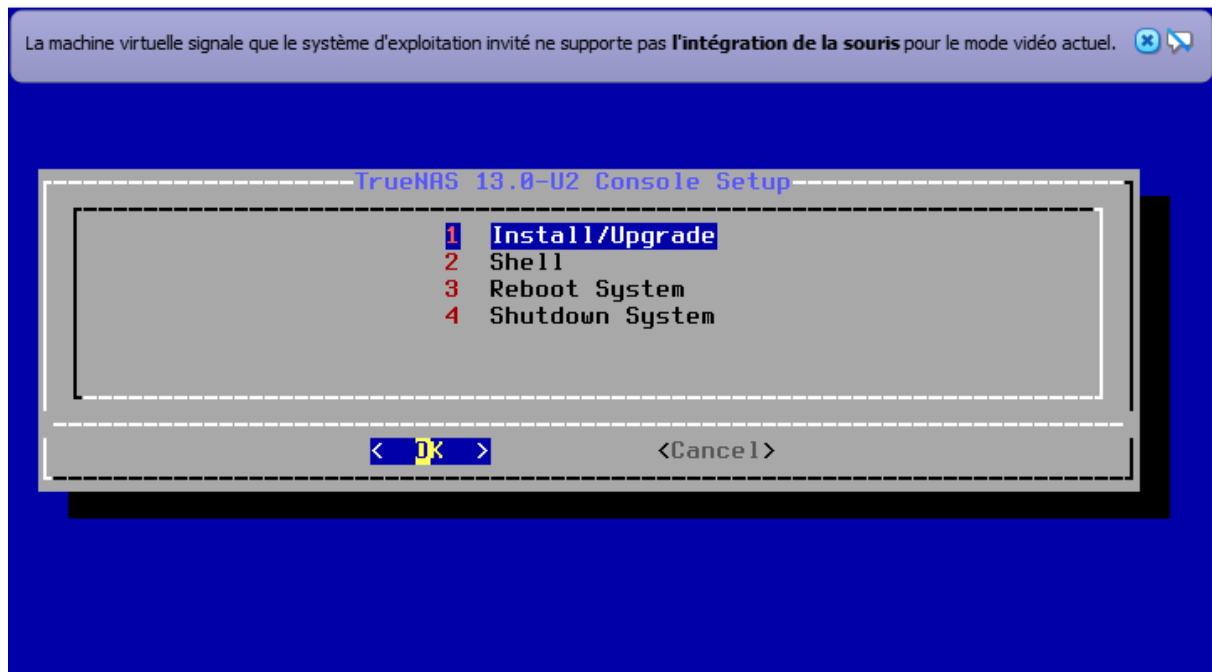 La machine virtuelle signale que le système d'exploitation invité ne supporte pas l'intégration de la souris pour le mode vidéo actuel.
TrueNAS 13.0-U2 Console Setup
1 Install/Upgrade
2 Shell
3 Reboot System
4 Shutdown System
< OK > <Cancel>